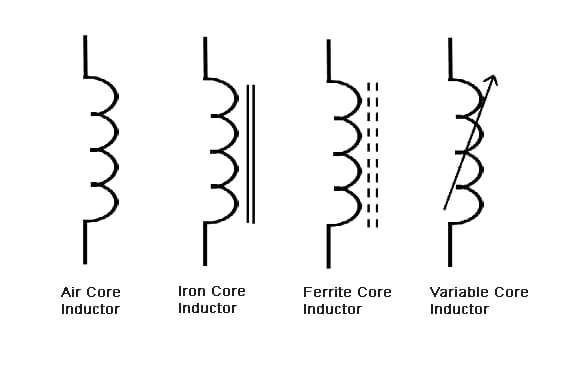 Air Core
Inductor
Iron Core
Inductor
Ferrite Core
Inductor
Variable Core
Inductor